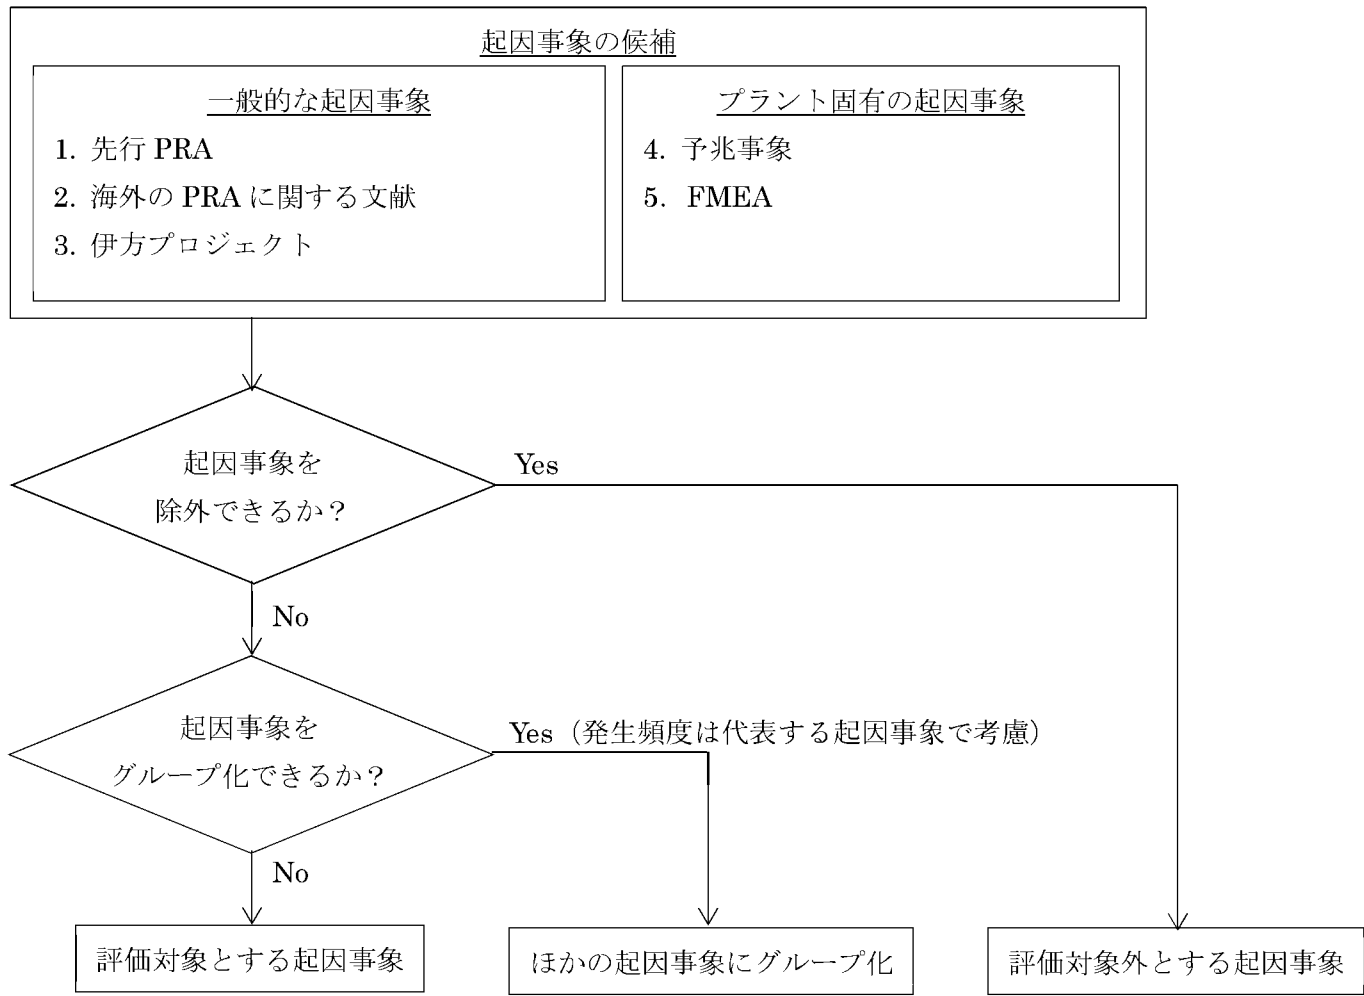 起因事象の候補
一般的な起因事象
1. 先行 PRA
2. 海外の PRA に関する文献
3. 伊方プロジェクト
プラント固有の起因事象
4. 予兆事象
5. FMEA
起因事象を
除外できるか？
Yes
No
起因事象を
グループ化できるか？
Yes（発生頻度は代表する起因事象で考慮）
No
評価対象とする起因事象
ほかの起因事象にグループ化
評価対象外とする起因事象